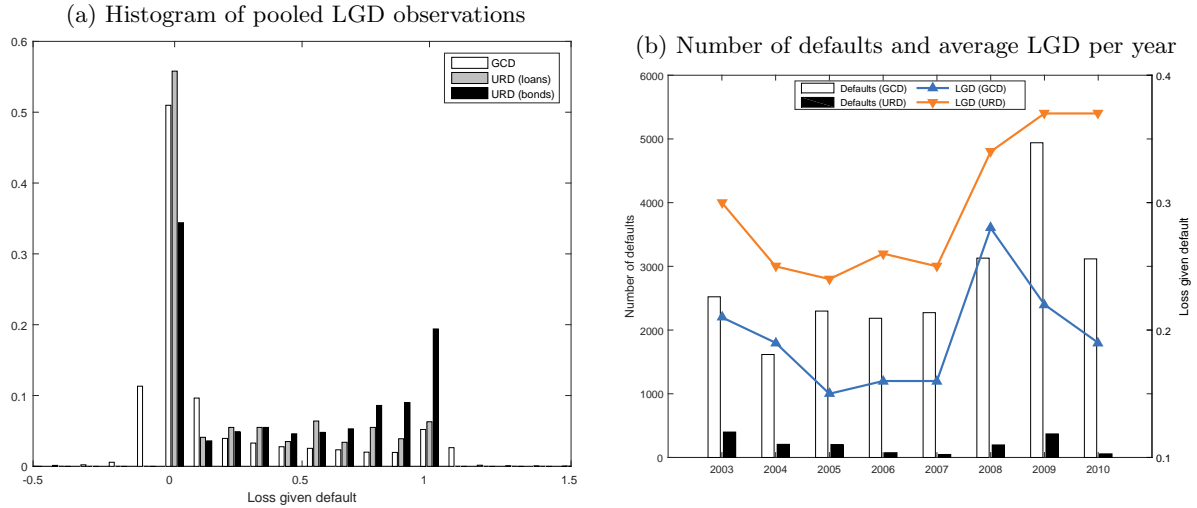 (a) Histogram of pooled LGD observations
0.6
0.5
0.4
0.3
0.2
0.1
0
-0.5
0
0.5
1
1.5
Loss given default
GCD
URD (loans)
URD (bonds)
(b) Number of defaults and average LGD per year
6000
5000
4000
3000
2000
1000
0
Number of defaults
Defaults (GCD)
LGD (GCD)
Defaults (URD)
LGD (URD)
0.4
0.3
0.2
0.1
Loss given default
2003
2004
2005
2006
2007
2008
2009
2010